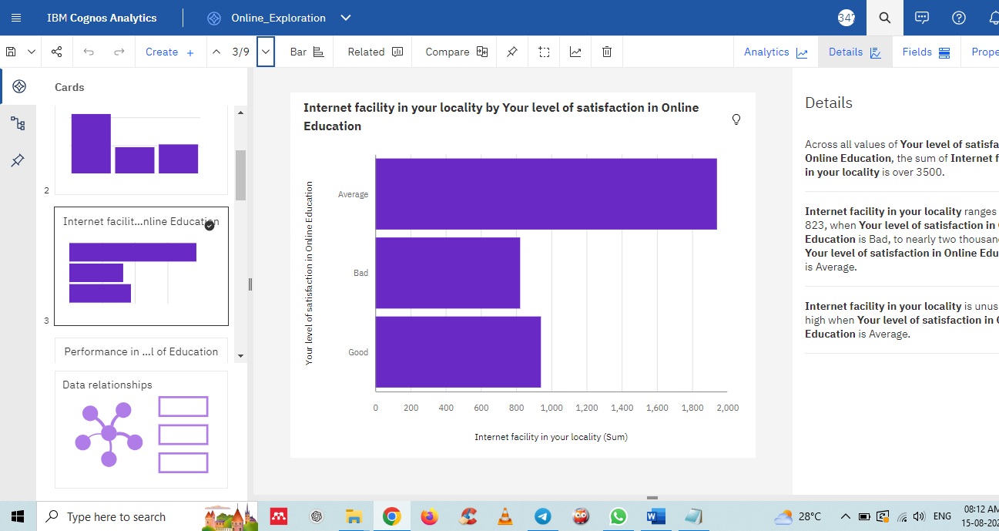 IBM Cognos Analytics
Online_Exploration
347
Create +
3/9
Bar
Related
Compare
Analytics
Details
Fields
Prope
Cards
2
Internet facilit...nline Education
3
Performance in ...l of Education
Data relationships
Internet facility in your locality by Your level of satisfaction in Online
Education
Your level of satisfaction in Online Education
Average
Bad
Good
0 200 400 600 800 1,000 1,200 1,400 1,600 1,800 2,000
Internet facility in your locality (Sum)
Details
Across all values of Your level of satisfa
Online Education, the sum of Internet f
in your locality is over 3500.
Internet facility in your locality ranges
823, when Your level of satisfaction in
Education is Bad, to nearly two thousan
Your level of satisfaction in Online Edu
is Average.
Internet facility in your locality is unus
high when Your level of satisfaction in
Education is Average.
Type here to search
28°C
ENG
08:12 AM
15-08-202